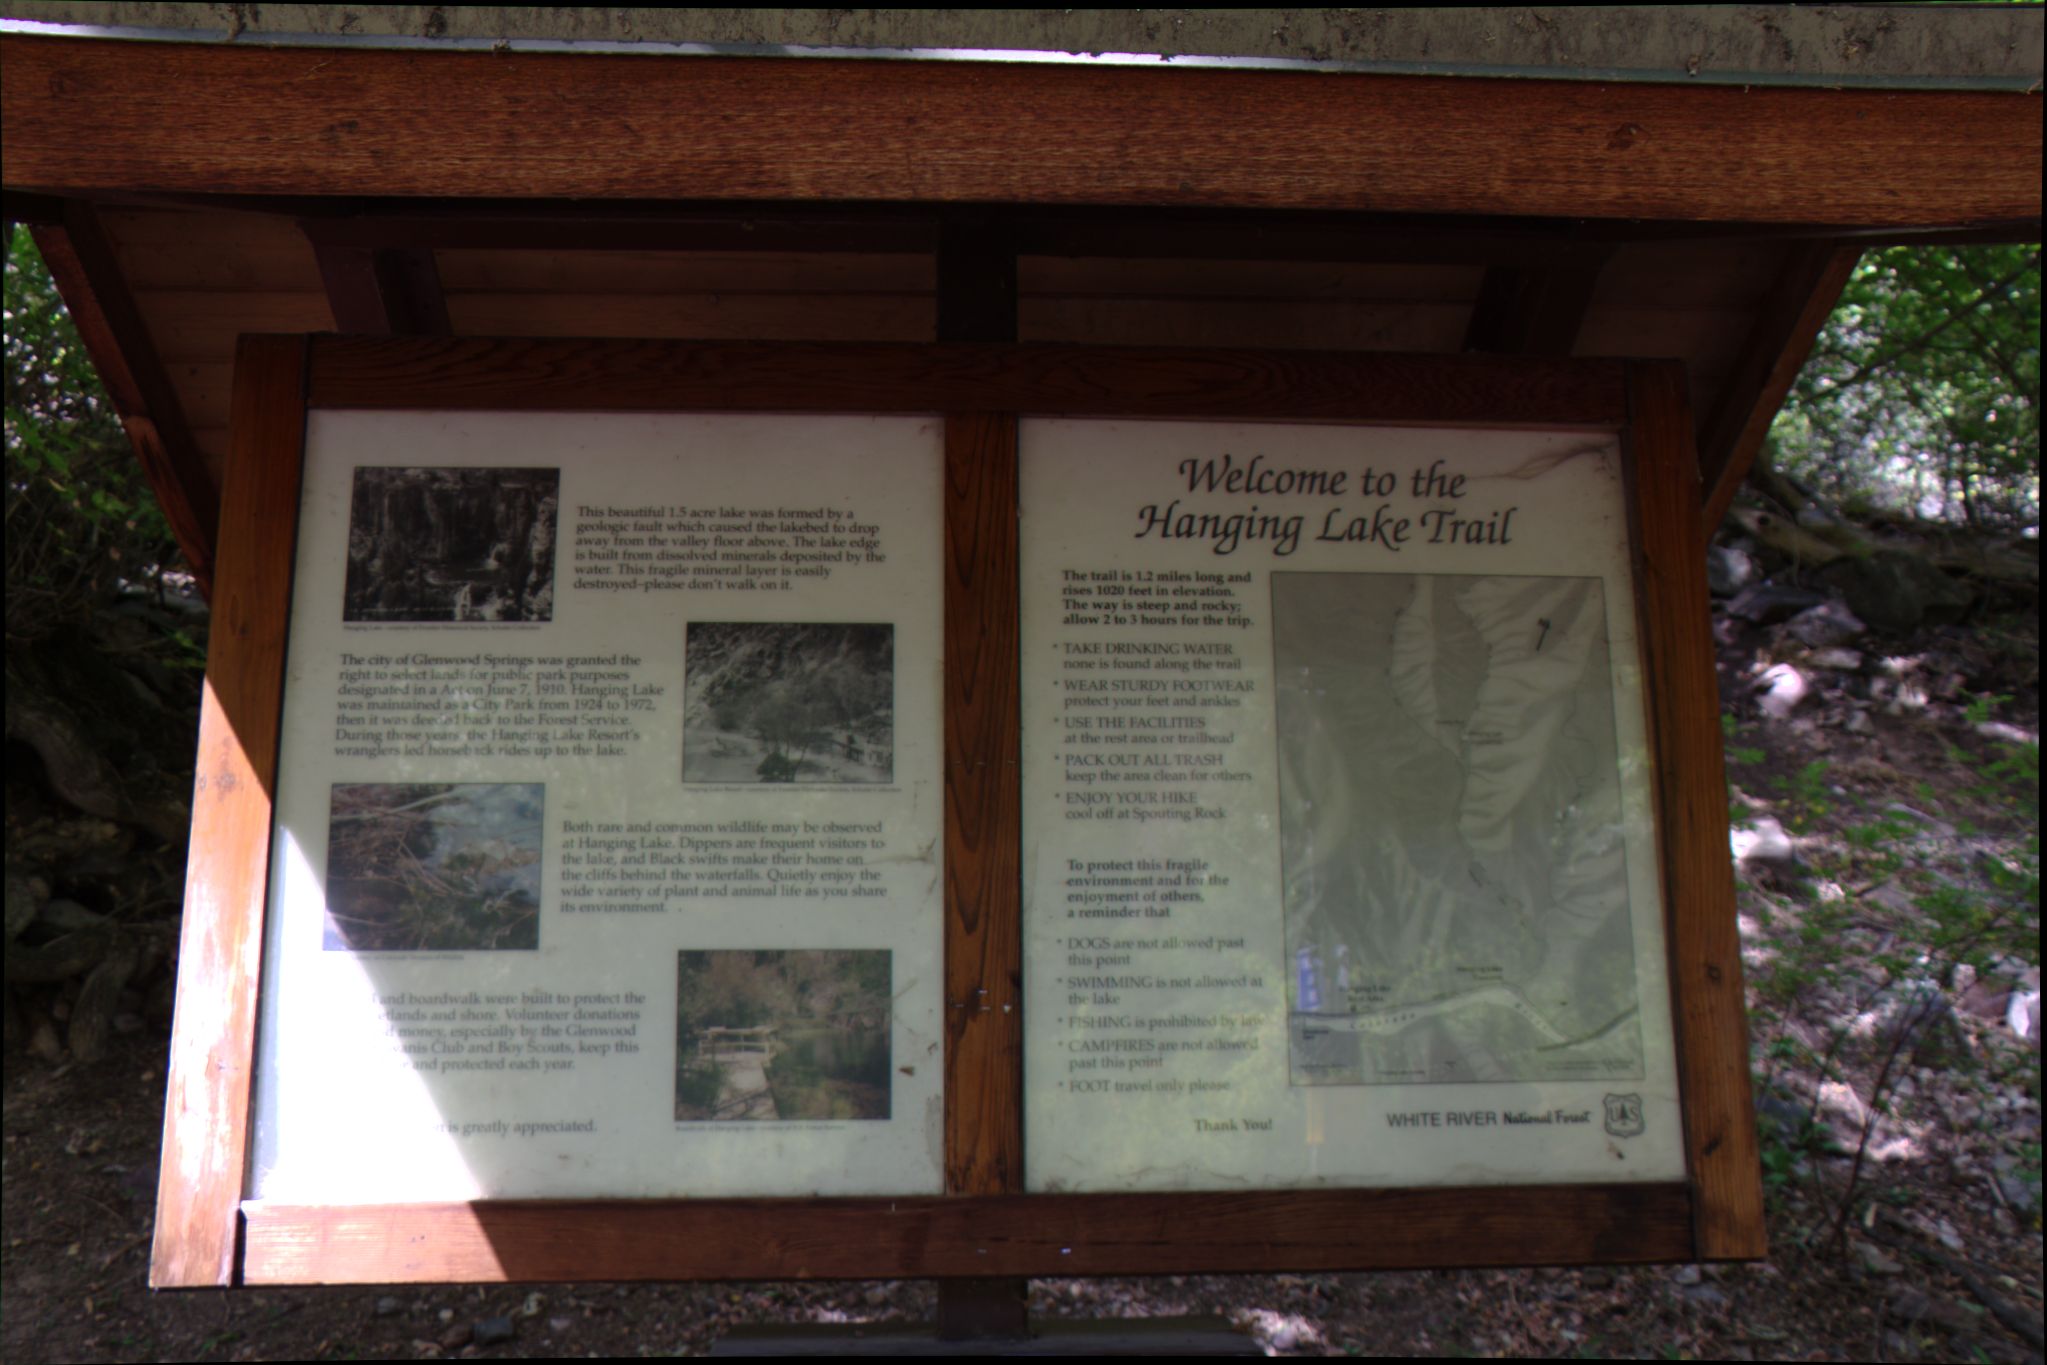 This beautiful 1.5 acre lake was formed by a
geologic fault which caused the lakebed to drop
away from the valley floor above. The lake edge
is built from dissolved minerals deposited by the
water. This fragile mineral layer is easily
destroyed–please don't walk on it.
The city of Glenwood Springs was granted the
right to select lands for public park purposes
designated in a Act on June 7, 1910. Hanging Lake
was maintained as a City Park from 1924 to 1972,
then it was deeded back to the Forest Service.
During those years, the Hanging Lake Resort's
wranglers led horseback rides up to the lake.
Both rare and common wildlife may be observed
at Hanging Lake. Dippers are frequent visitors to
the lake, and Black swifts make their home on
the cliffs behind the waterfalls. Quietly enjoy the
wide variety of plant and animal life as you share
its environment.
and boardwalk were built to protect the
and shore. Volunteer donations
money, especially by the Glenwood
Club and Boy Scouts, keep this
and protected each year.
is greatly appreciated.
Welcome to the
Hanging Lake Trail
The trail is 1.2 miles long and
rises 1020 feet in elevation.
The way is steep and rocky;
allow 2 to 3 hours for the trip.
* TAKE DRINKING WATER
none is found along the trail
* WEAR STURDY FOOTWEAR
protect your feet and ankles
* USE THE FACILITIES
at the rest area or trailhead
* PACK OUT ALL TRASH
keep the area clean for others
* ENJOY YOUR HIKE
cool off at Spouting Rock
To protect this fragile
environment and for the
enjoyment of others,
a reminder that
* DOGS are not allowed past
this point
* SWIMMING is not allowed at
the lake
* FISHING is prohibited by law
* CAMPFIRES are not allowed
past this point
* FOOT travel only please
Thank You!
Hanging Lake
Rest Area
Hanging Lake
Colorado
WHITE RIVER National Forest
U S